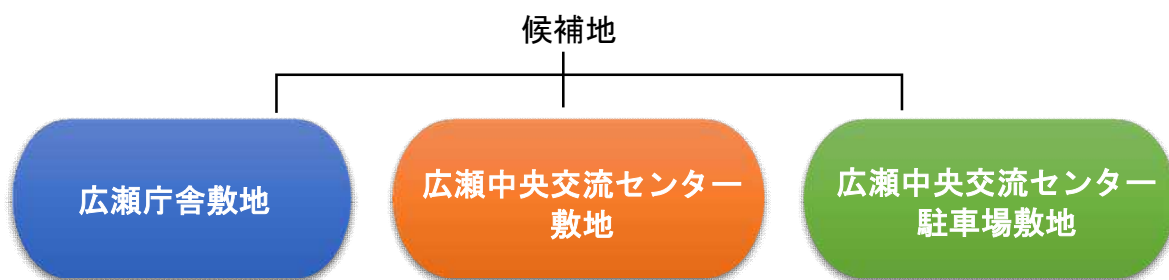 候補地
広瀬庁舎敷地
広瀬中央交流センター
敷地
広瀬中央交流センター
駐車場敷地